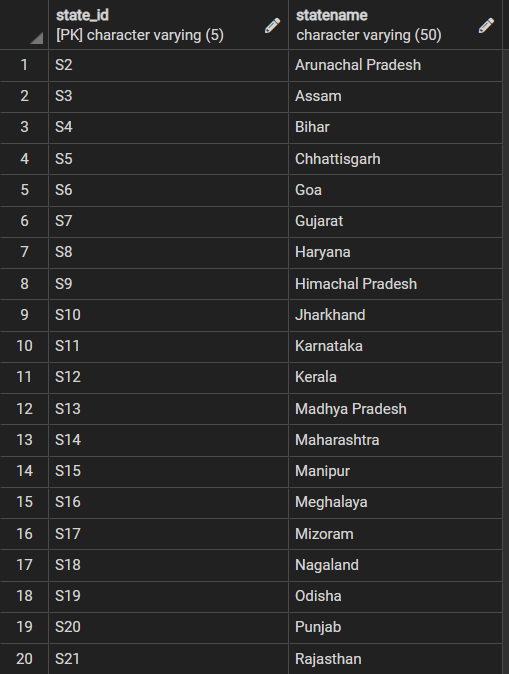 state_id statename
[PK] character varying (5) character varying (50)
1 S2 Arunachal Pradesh
2 S3 Assam
3 S4 Bihar
4 S5 Chhattisgarh
5 S6 Goa
6 S7 Gujarat
7 S8 Haryana
8 S9 Himachal Pradesh
9 S10 Jharkhand
10 S11 Karnataka
11 S12 Kerala
12 S13 Madhya Pradesh
13 S14 Maharashtra
14 S15 Manipur
15 S16 Meghalaya
16 S17 Mizoram
17 S18 Nagaland
18 S19 Odisha
19 S20 Punjab
20 S21 Rajasthan